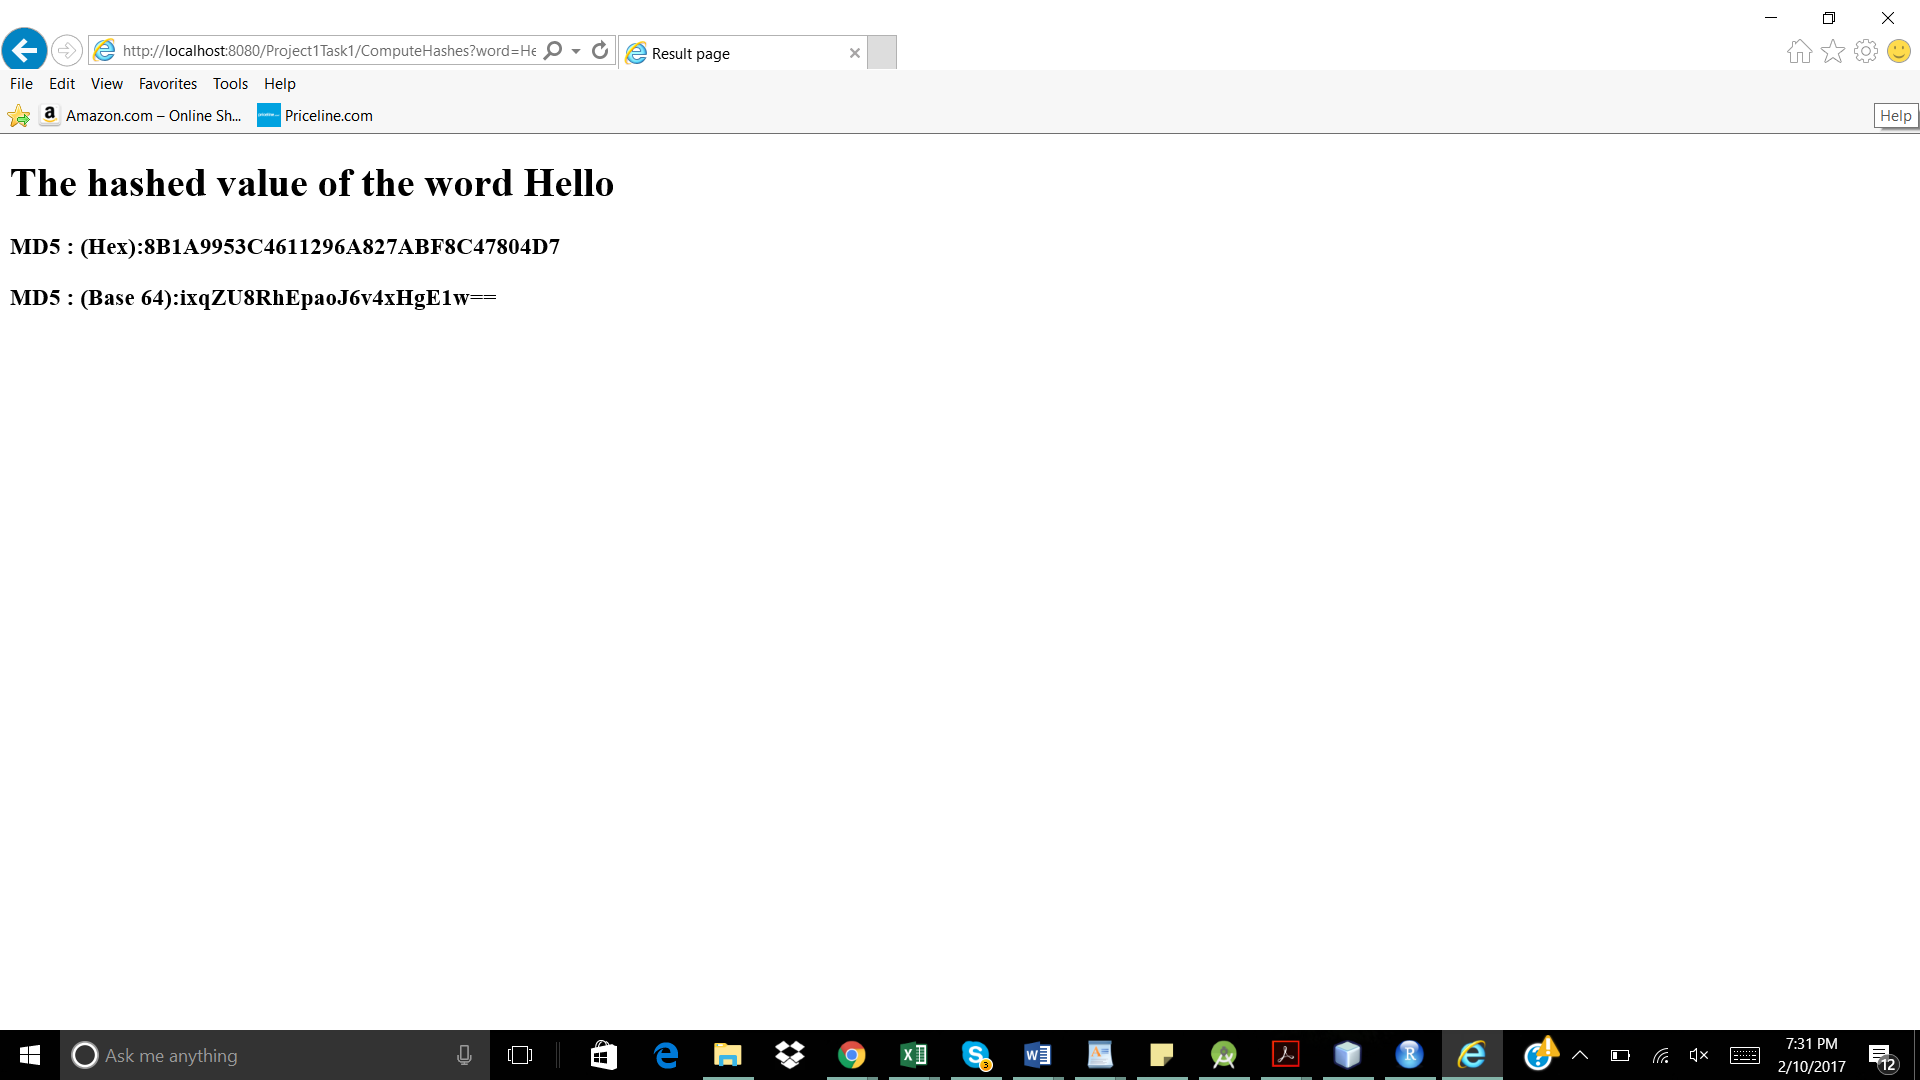 http://localhost:8080/Project1Task1/ComputeHashes?word=He
Result page
File Edit View Favorites Tools Help
Amazon.com – Online Sh...
Priceline.com
Help
The hashed value of the word Hello
MD5 : (Hex):8B1A9953C4611296A827ABF8C47804D7
MD5 : (Base 64):ixqZU8RhEpaoJ6v4xHgE1w==
Ask me anything
3
7:31 PM
2/10/2017
12